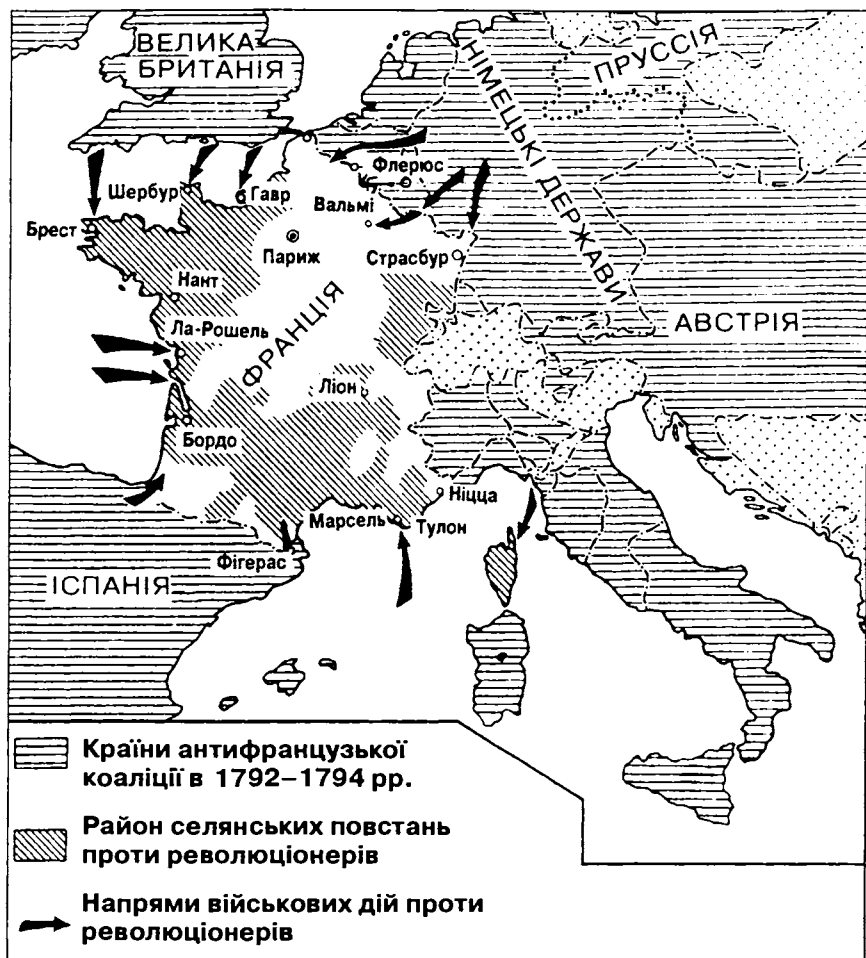 ВЕЛИКА
БРИТАНІЯ
ПРУССІЯ
НІМЕЦЬКІ ДЕРЖАВИ
Флерюс
Шербур
Гавр
Вальмі
Брест
Париж
Страсбур
Нант
ФРАНЦІЯ
АВСТРІЯ
Ла-Рошель
Ліон
Бордо
Ніцца
Марсель
Тулон
Фігерас
ІСПАНІЯ
Країни антифранцузької
коаліції в 1792–1794 рр.
Район селянських повстань
проти революціонерів
Напрями військових дій проти
революціонерів